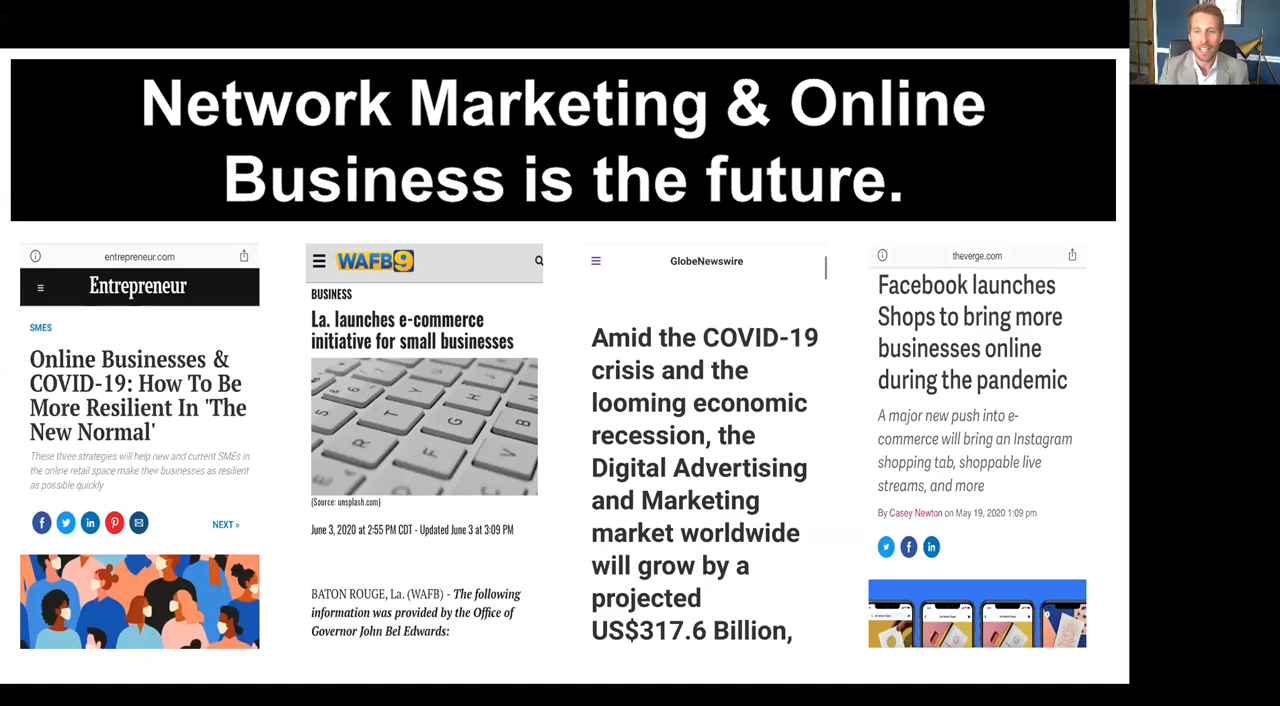 Network Marketing & Online
Business is the future.
entrepreneur.com
Entrepreneur
SMES
Online Businesses &
COVID-19: How To Be
More Resilient In 'The
New Normal'
These three strategies will help new and current SMEs in
the online retail space make their businesses as resilient
as possible quickly
NEXT »
WAFB9
BUSINESS
La. launches e-commerce
initiative for small businesses
(Source: unsplash.com)
June 3, 2020 at 2:55 PM CDT - Updated June 3 at 3:09 PM
BATON ROUGE, La. (WAFB) - The following
information was provided by the Office of
Governor John Bel Edwards:
GlobeNewswire
Amid the COVID-19
crisis and the
looming economic
recession, the
Digital Advertising
and Marketing
market worldwide
will grow by a
projected
US$317.6 Billion,
theverge.com
Facebook launches
Shops to bring more
businesses online
during the pandemic
A major new push into e-
commerce will bring an Instagram
shopping tab, shoppable live
streams, and more
By Casey Newton on May 19, 2020 1:09 pm